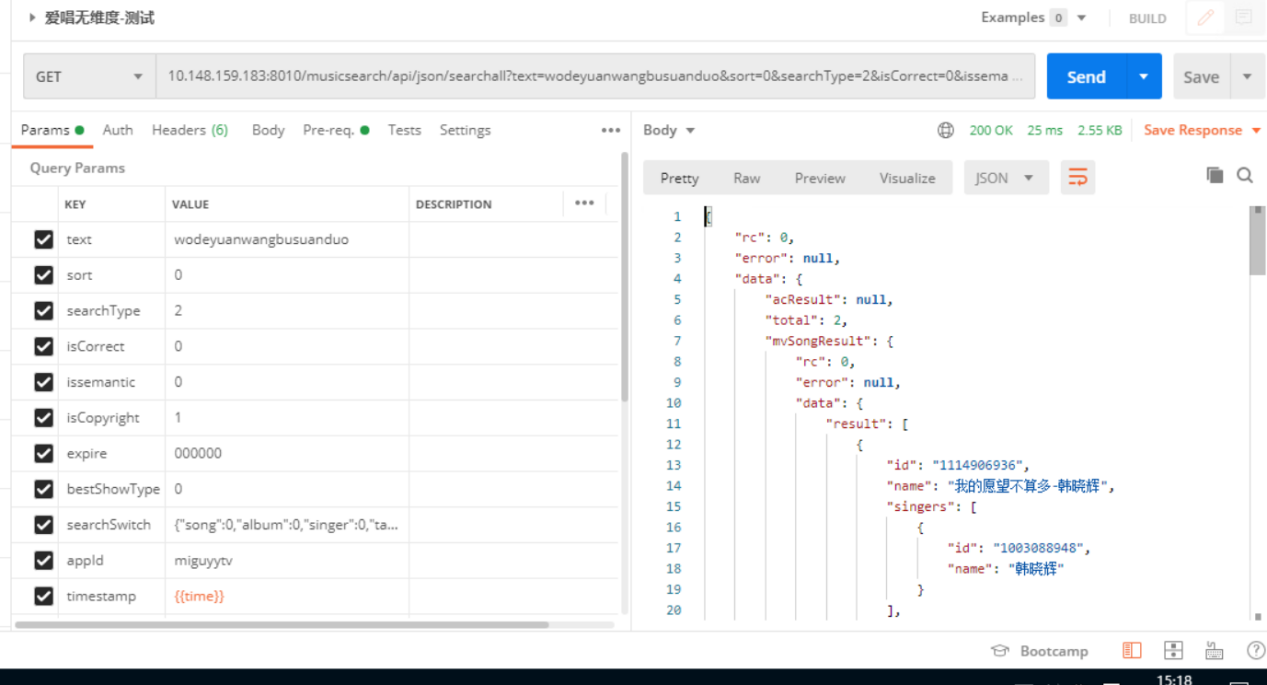 爱唱无维度-测试
Examples 0
BUILD
GET
10.148.159.183:8010/musicsearch/api/json/searchall?text=wodeyuanwangbusuanduo&sort=0&searchType=2&isCorrect=0&issema ...
Send
Save
Params Auth Headers (6) Body Pre-req. Tests Settings
Query Params
KEY VALUE DESCRIPTION
text wodeyuanwangbusuanduo
sort 0
searchType 2
isCorrect 0
issemantic 0
isCopyright 1
expire 000000
bestShowType 0
searchSwitch {"song":0,"album":0,"singer":0,"ta...
appId miguyytv
timestamp {{time}}
Body 200 OK 25 ms 2.55 KB Save Response
Pretty Raw Preview Visualize JSON
1 {
2 "rc": 0,
3 "error": null,
4 "data": {
5 "acResult": null,
6 "total": 2,
7 "mvSongResult": {
8 "rc": 0,
9 "error": null,
10 "data": {
11 "result": [
12 {
13 "id": "1114906936",
14 "name": "我的愿望不算多-韩晓辉",
15 "singers": [
16 {
17 "id": "1003088948",
18 "name": "韩晓辉"
19 }
20 ],
Bootcamp
15:18